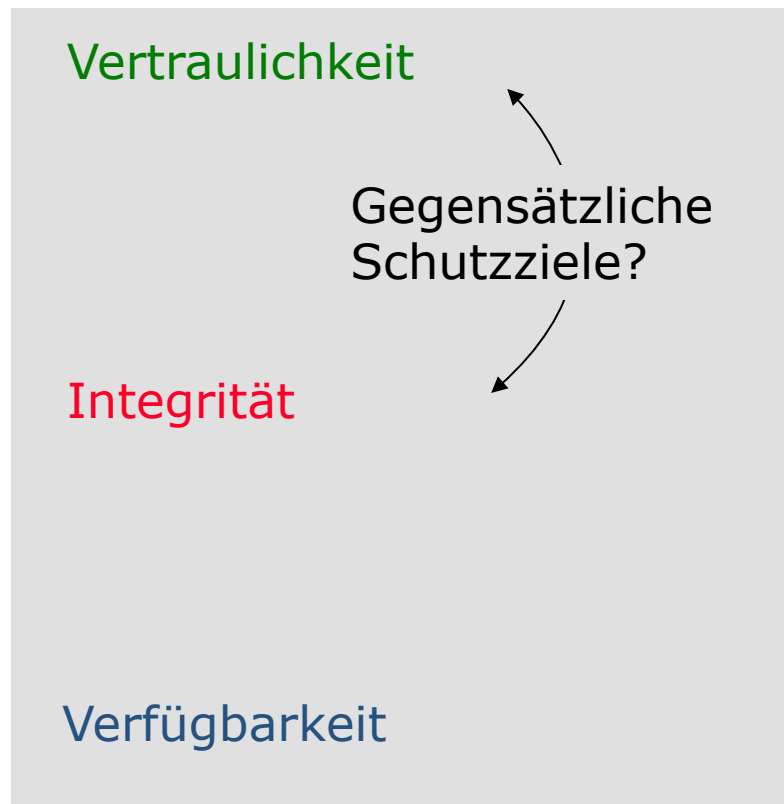 Vertraulichkeit
Gegensätzliche
Schutzziele?
Integrität
Verfügbarkeit